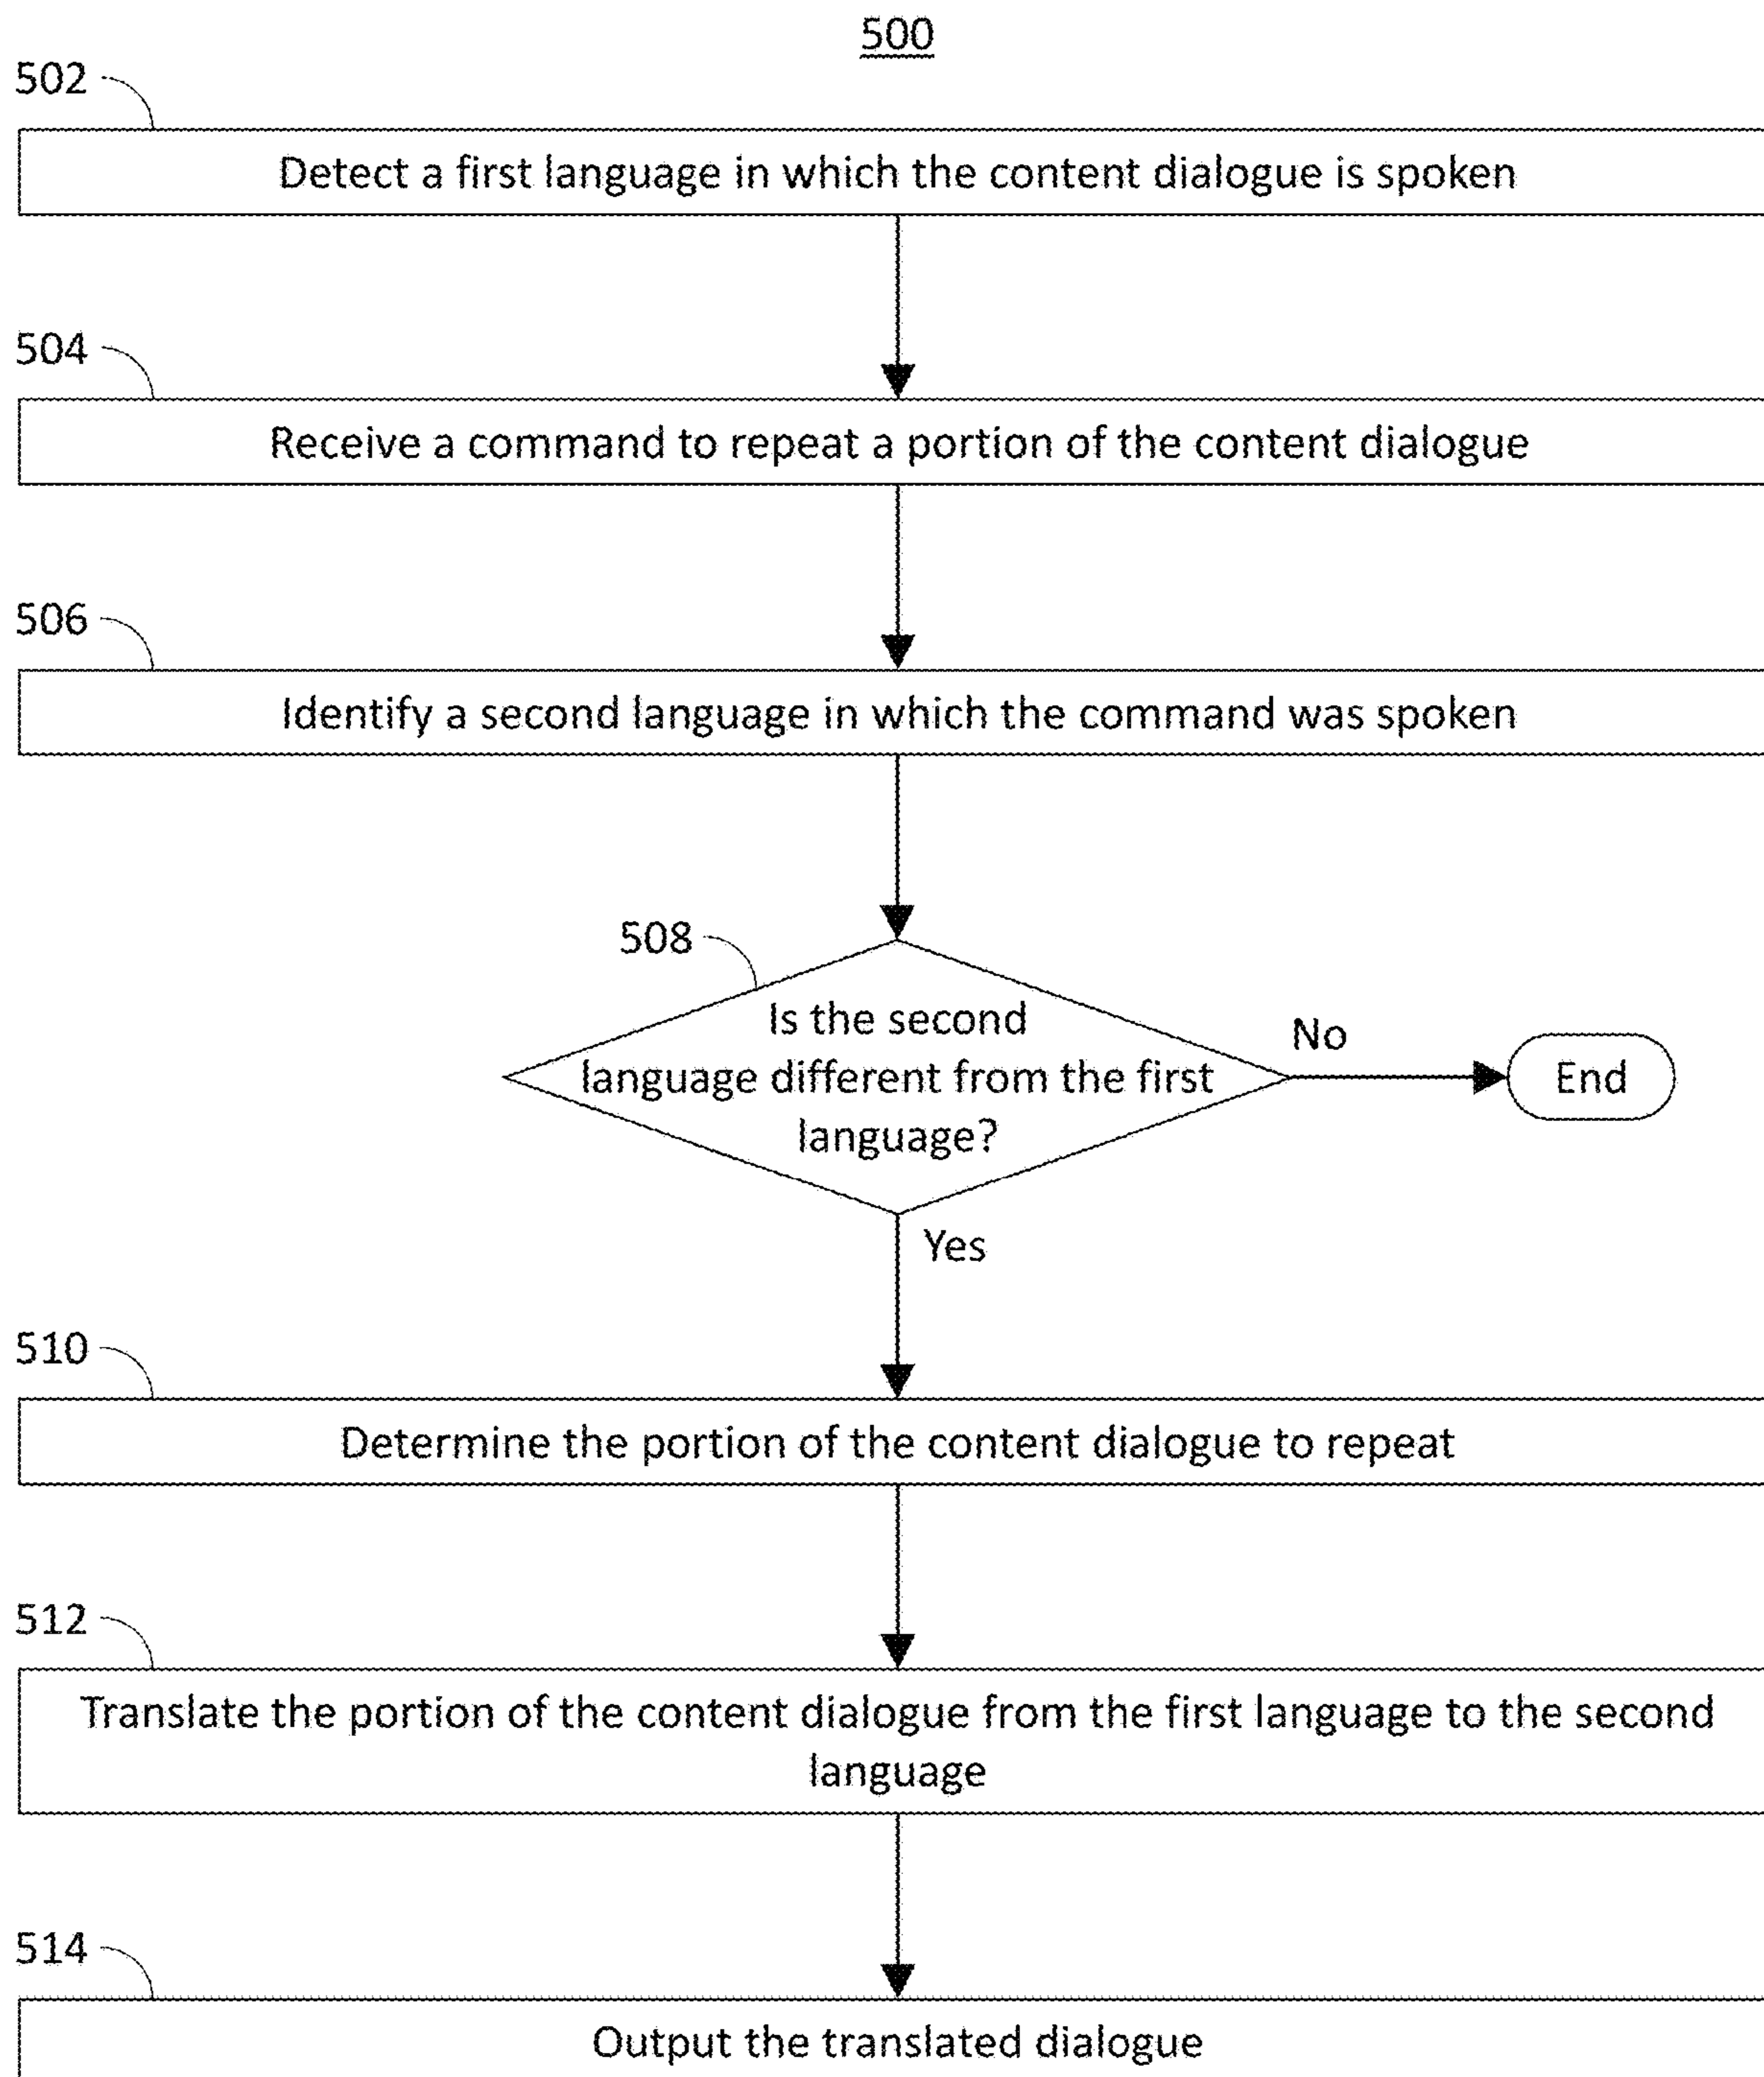 500
502
Detect a first language in which the content dialogue is spoken
504
Receive a command to repeat a portion of the content dialogue
506
Identify a second language in which the command was spoken
508
Is the second
language different from the first
language?
No
End
Yes
510
Determine the portion of the content dialogue to repeat
512
Translate the portion of the content dialogue from the first language to the second
language
514
Output the translated dialogue